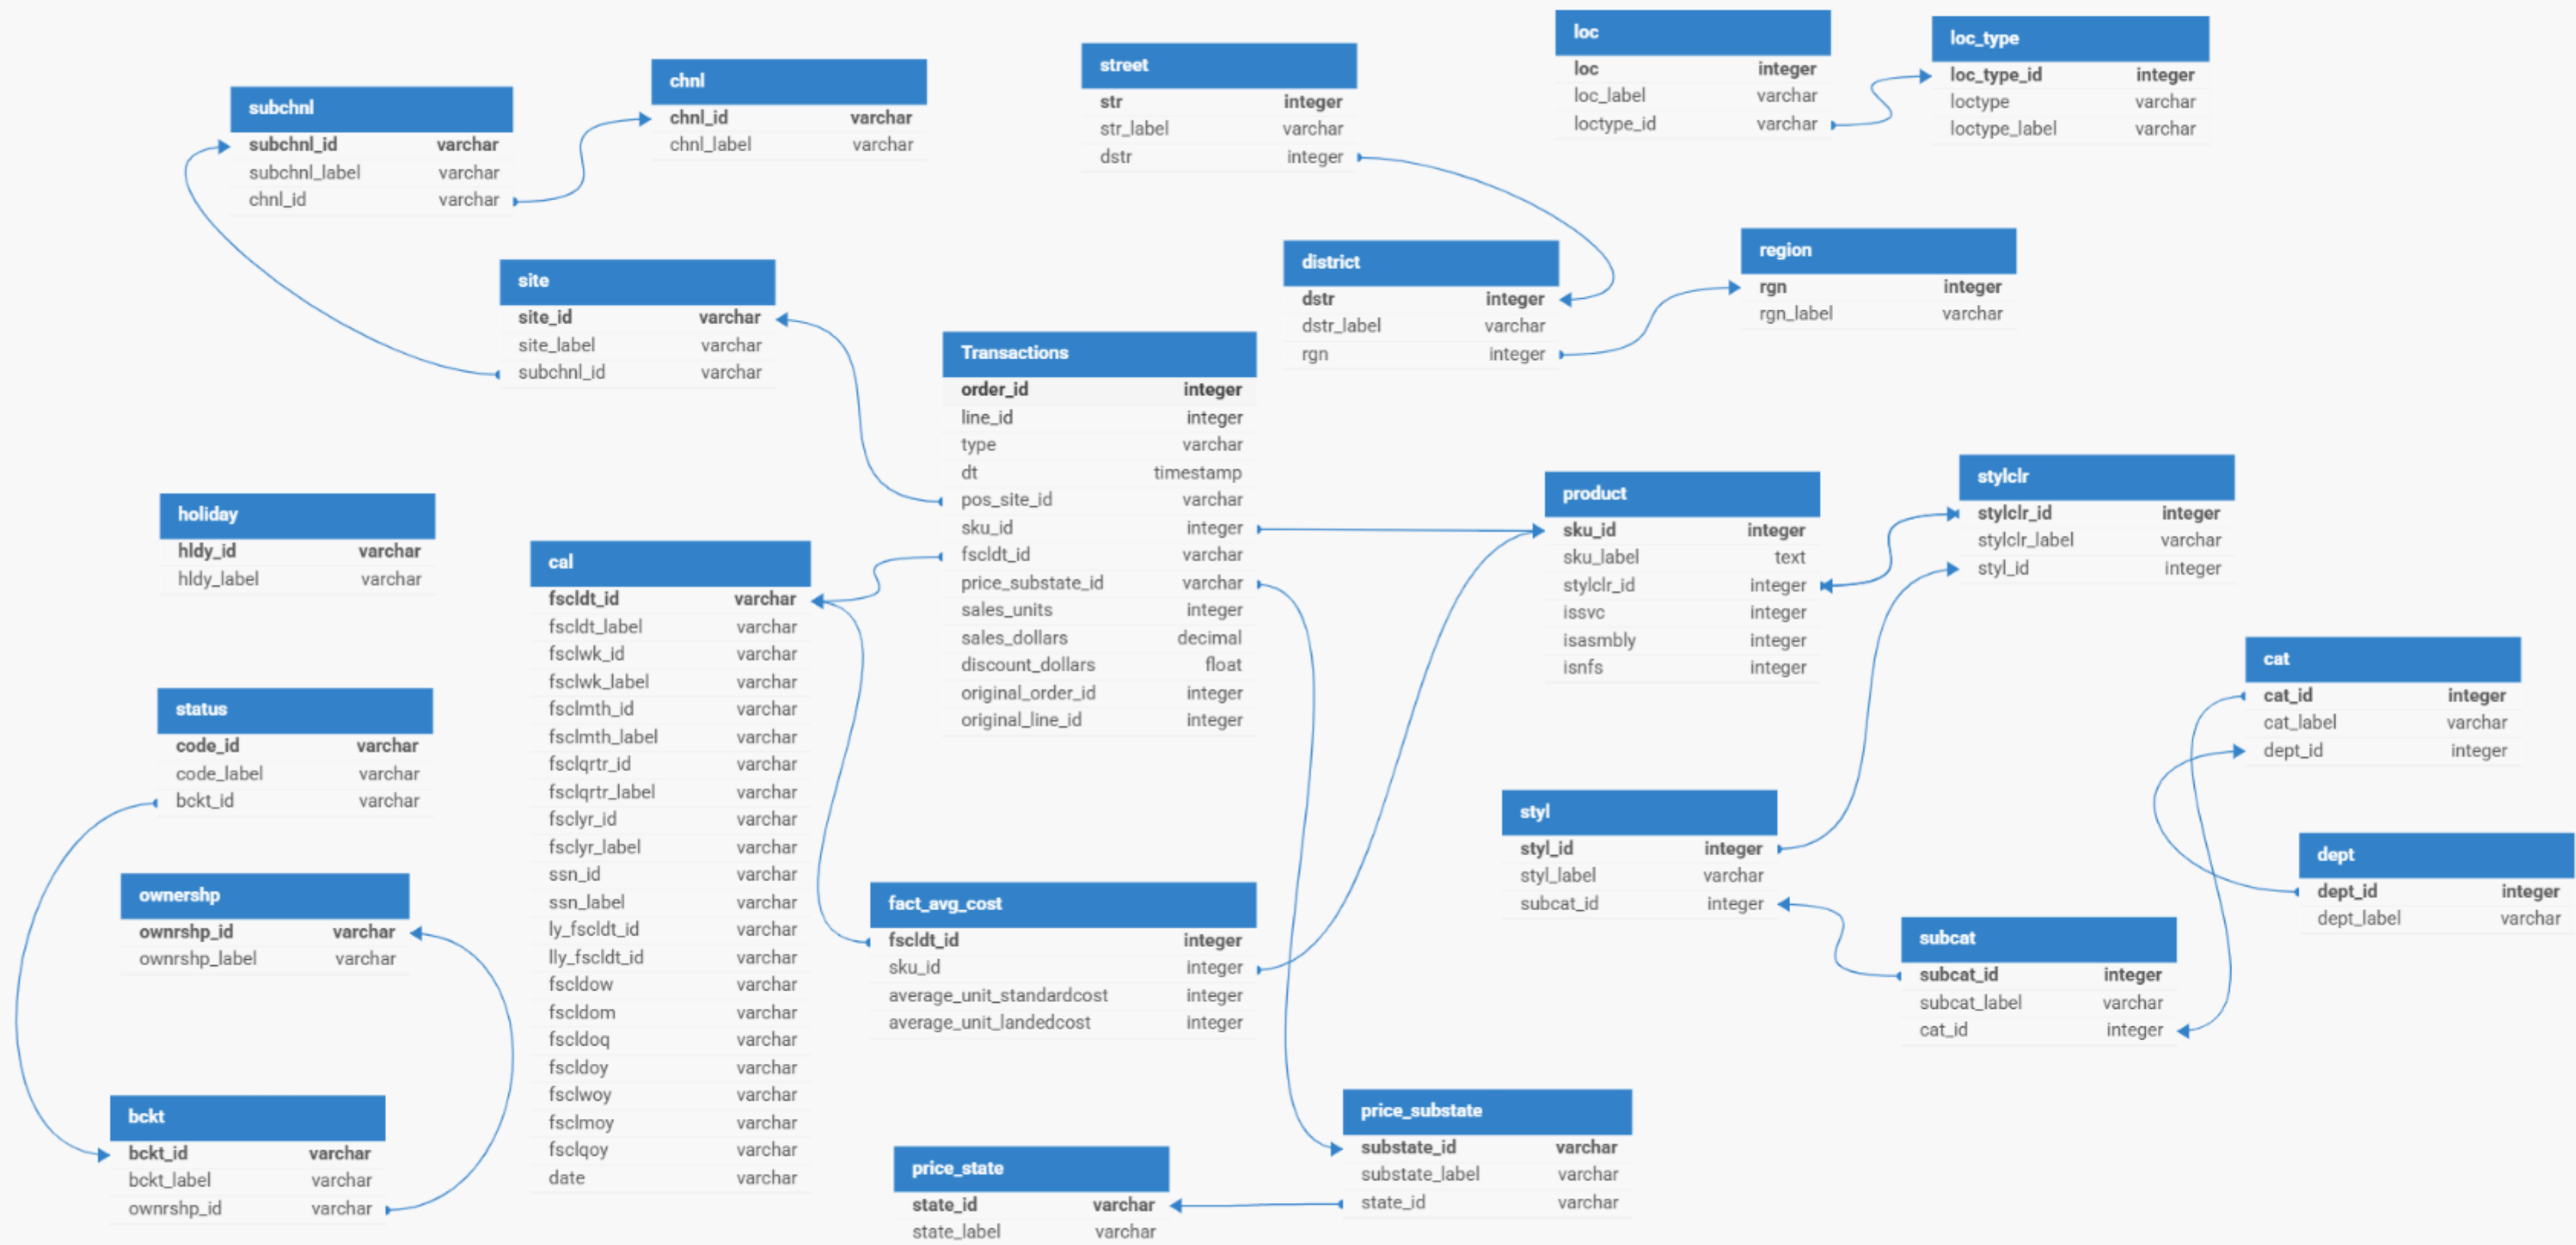 subchnl
subchnl_id varchar
subchnl_label varchar
chnl_id varchar
chnl
chnl_id varchar
chnl_label varchar
street
str integer
str_label varchar
dstr integer
loc
loc integer
loc_label varchar
loctype_id varchar
loc_type
loc_type_id integer
loctype varchar
loctype_label varchar
site
site_id varchar
site_label varchar
subchnl_id varchar
district
dstr integer
dstr_label varchar
rgn integer
region
rgn integer
rgn_label varchar
Transactions
order_id integer
line_id integer
type varchar
dt timestamp
pos_site_id varchar
sku_id integer
fscldt_id varchar
price_substate_id varchar
sales_units integer
sales_dollars decimal
discount_dollars float
original_order_id integer
original_line_id integer
product
sku_id integer
sku_label text
stylclr_id integer
issvc integer
isasmbly integer
isnfs integer
stylclr
stylclr_id integer
stylclr_label varchar
styl_id integer
holiday
hldy_id varchar
hldy_label varchar
cal
fscldt_id varchar
fscldt_label varchar
fsclwk_id varchar
fsclwk_label varchar
fsclmth_id varchar
fsclmth_label varchar
fsclqrtr_id varchar
fsclqrtr_label varchar
fsclyr_id varchar
fsclyr_label varchar
ssn_id varchar
ssn_label varchar
ly_fscldt_id varchar
lly_fscldt_id varchar
fscldow varchar
fscldom varchar
fscldoq varchar
fscldoy varchar
fsclwoy varchar
fsclmoy varchar
fsclqoy varchar
date varchar
status
code_id varchar
code_label varchar
bckt_id varchar
cat
cat_id integer
cat_label varchar
dept_id integer
styl
styl_id integer
styl_label varchar
subcat_id integer
dept
dept_id integer
dept_label varchar
ownershp
ownrshp_id varchar
ownrshp_label varchar
fact_avg_cost
fscldt_id integer
sku_id integer
average_unit_standardcost integer
average_unit_landedcost integer
subcat
subcat_id integer
subcat_label varchar
cat_id integer
bckt
bckt_id varchar
bckt_label varchar
ownrshp_id varchar
price_state
state_id varchar
state_label varchar
price_substate
substate_id varchar
substate_label varchar
state_id varchar